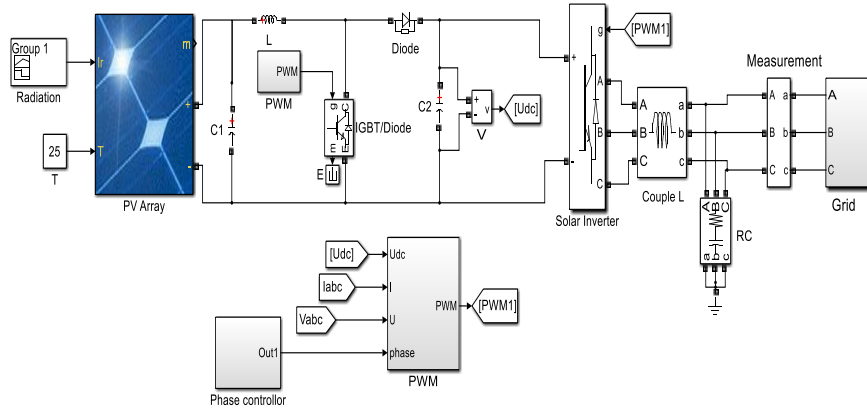 Group 1
Radiation
Ir
25
T
T
m
+
-
PV Array
L
PWM
PWM
C1
g
C
m
E
IGBT/Diode
E
Diode
C2
+
-
v
V
[Udc]
+
-
g
A
B
C
Solar Inverter
[PWM1]
A
B
C
a
b
c
Couple L
A
B
C
a
b
c
RC
Measurement
A
B
C
a
b
c
A
B
C
Grid
[Udc]
Iabc
Vabc
Udc
I
U
phase
PWM
PWM
[PWM1]
Out1
Phase controllor